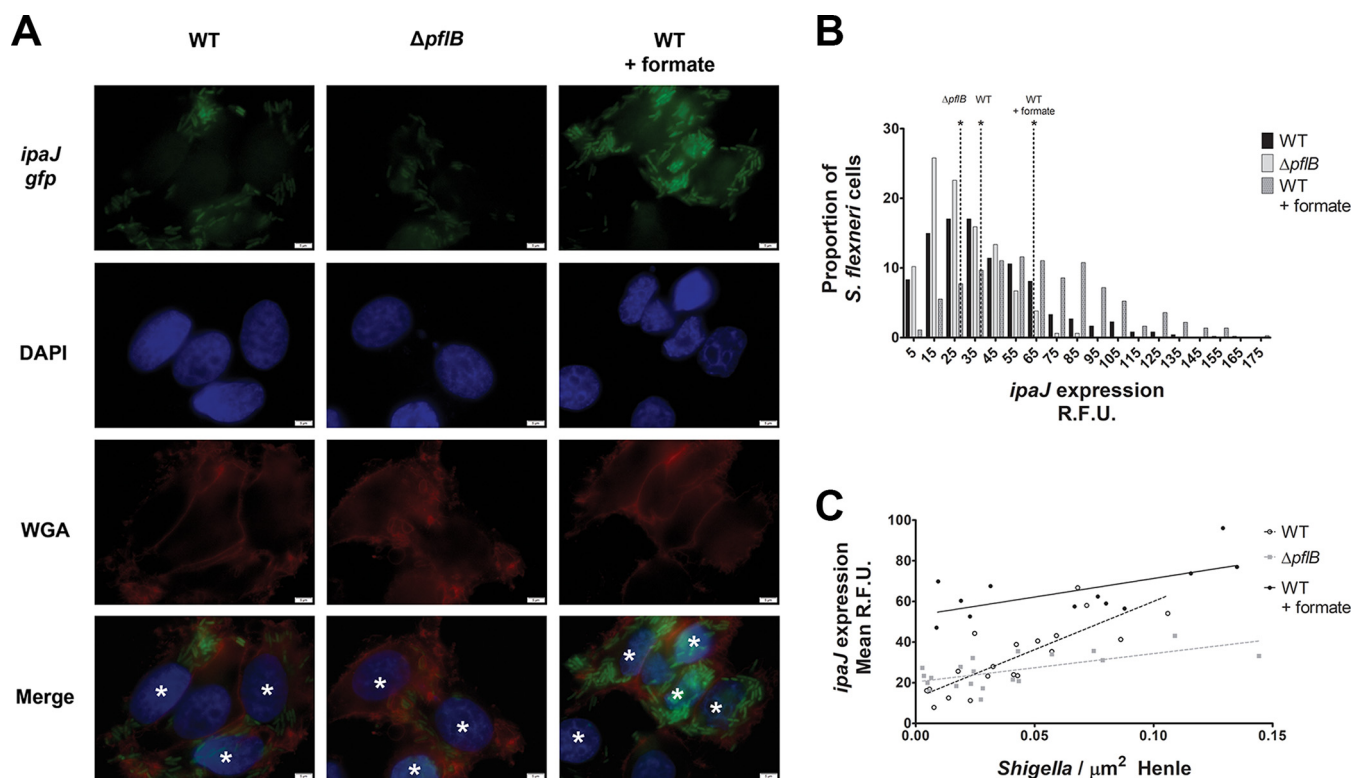 A
WT
ΔpflB
WT
+ formate
ipaJ
gfp
DAPI
WGA
Merge
* * *
* * *
* * * *
B
ΔpflB
WT
WT
+ formate
* * *
Proportion of
S. flexneri cells
30
20
10
0
5 15 25 35 45 55 65 75 85 95 105 115 125 135 145 155 165 175
ipaJ expression
R.F.U.
WT
ΔpflB
WT
+ formate
C
ipaJ expression
Mean R.F.U.
100
80
60
40
20
0
0.00 0.05 0.10 0.15
Shigella / μm² Henle
WT
ΔpflB
WT
+ formate